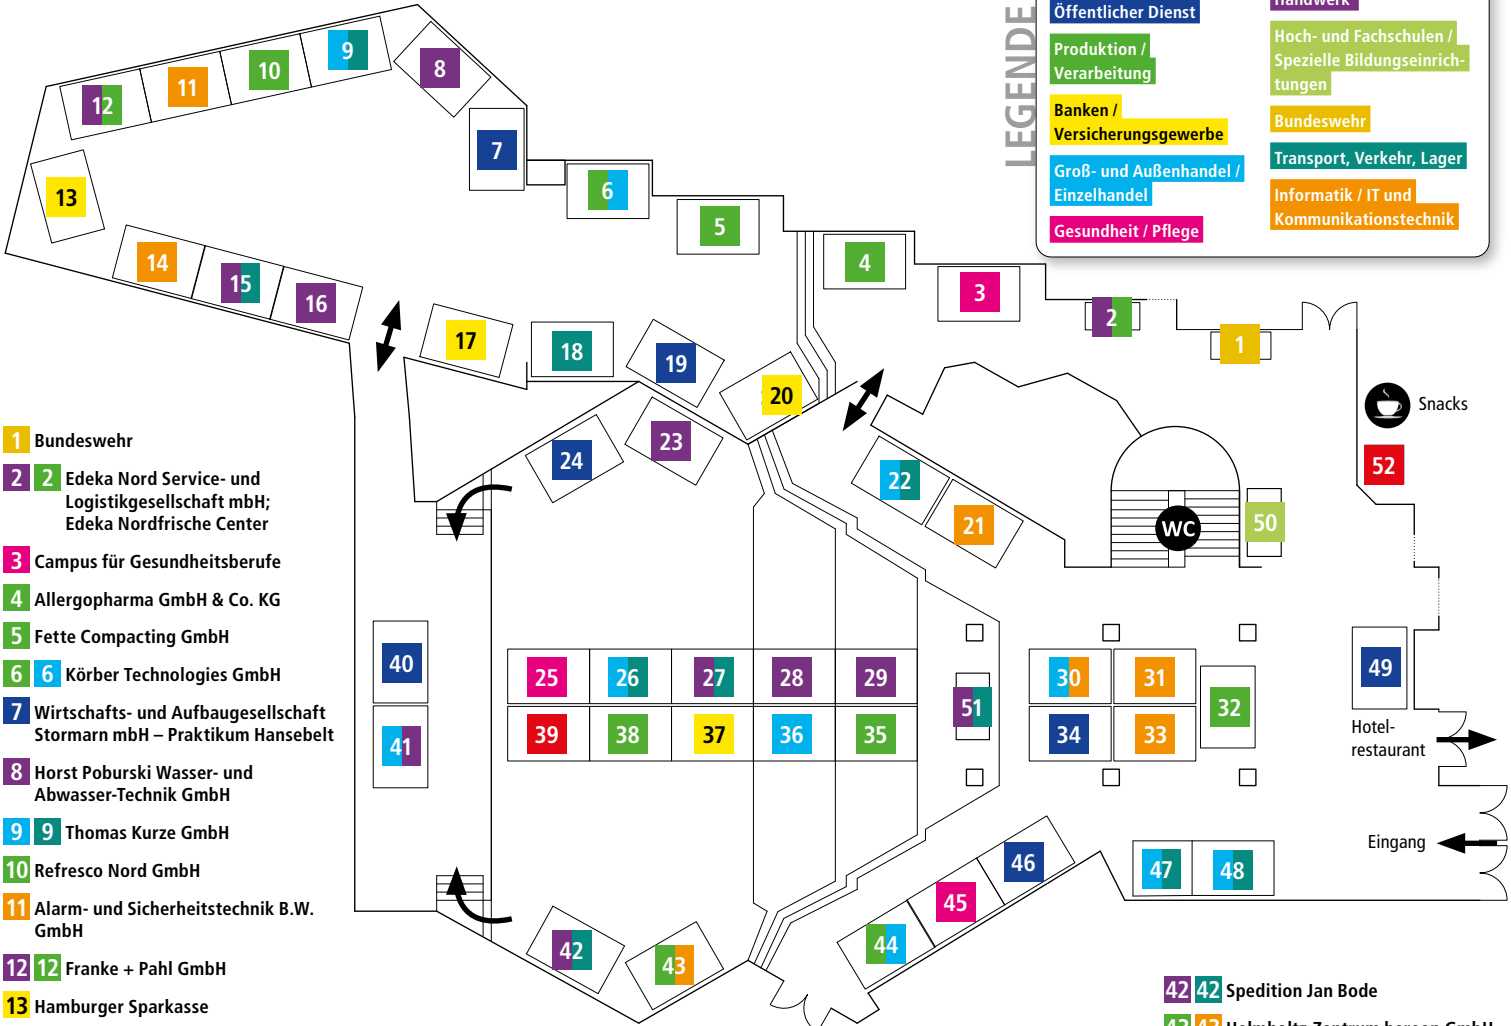 LEGENDE
Öffentlicher Dienst
Produktion /
Verarbeitung
Banken /
Versicherungsgewerbe
Groß- und Außenhandel /
Einzelhandel
Gesundheit / Pflege
Handwerk
Hoch- und Fachschulen /
Spezielle Bildungseinrich-
tungen
Bundeswehr
Transport, Verkehr, Lager
Informatik / IT und
Kommunikationstechnik
9
10
11
12
8
7
13
6
5
4
3
2
1
14
15
16
17
18
19
20
Snacks
52
23
24
22
21
WC
50
40
41
25
26
27
28
29
39
38
37
36
35
51
30
31
32
34
33
49
Hotel-
restaurant
Eingang
46
45
44
47
48
42
43
1 Bundeswehr
2 2 Edeka Nord Service- und
Logistikgesellschaft mbH;
Edeka Nordfrische Center
3 Campus für Gesundheitsberufe
4 Allergopharma GmbH & Co. KG
5 Fette Compacting GmbH
6 6 Körber Technologies GmbH
7 Wirtschafts- und Aufbaugesellschaft
Stormarn mbH – Praktikum Hansebelt
8 Horst Poburski Wasser- und
Abwasser-Technik GmbH
9 9 Thomas Kurze GmbH
10 Refresco Nord GmbH
11 Alarm- und Sicherheitstechnik B.W.
GmbH
12 12 Franke + Pahl GmbH
13 Hamburger Sparkasse
42 42 Spedition Jan Bode
43 43 Helmholtz-Zentrum hereon GmbH